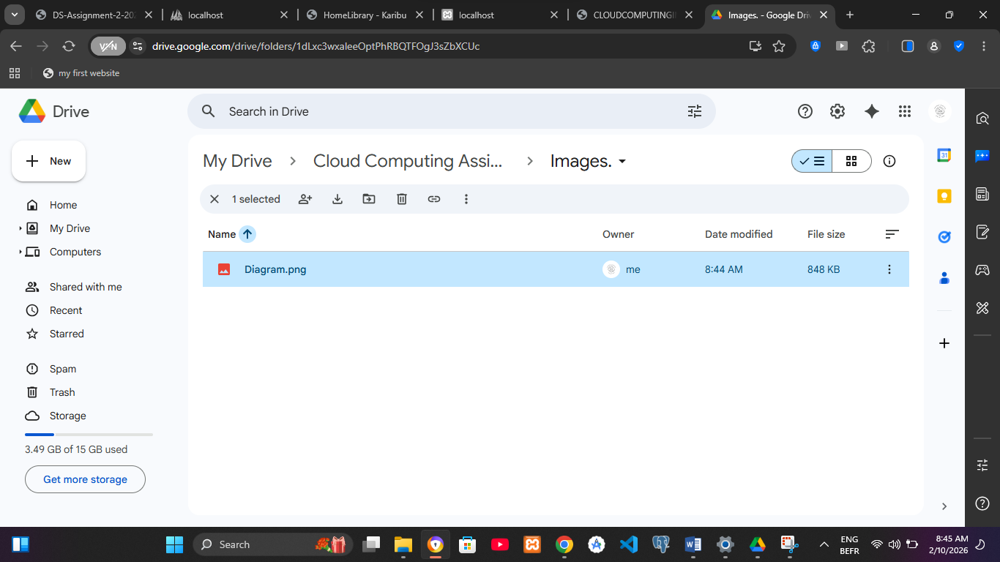 DS-Assignment-2-202
localhost
HomeLibrary - Karibu
localhost
CLOUDCOMPUTINGI
Images. - Google Driv
VPN
drive.google.com/drive/folders/1dLxc3wxaleeOptPhRBQTFOgJ3sZbXCUc
my first website
Drive
Search in Drive
New
My Drive
Cloud Computing Assi...
Images.
1 selected
Home
My Drive
Computers
Shared with me
Recent
Starred
Spam
Trash
Storage
3.49 GB of 15 GB used
Get more storage
Name
Owner
Date modified
File size
Diagram.png
me
8:44 AM
848 KB
31
Search
ENG
BEFR
8:45 AM
2/10/2026